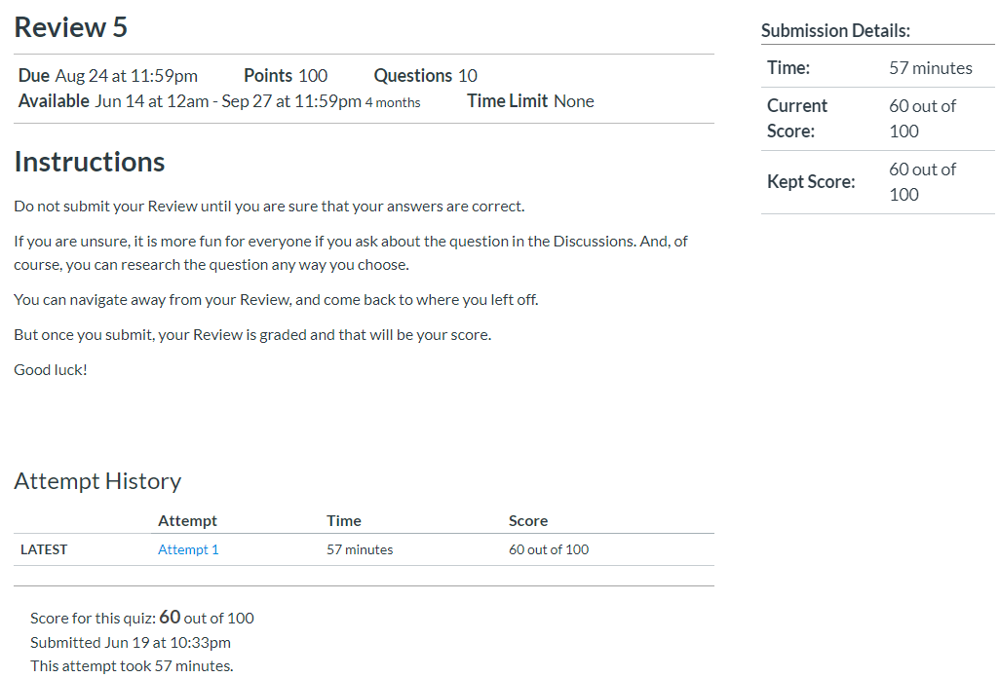 Review 5
Due Aug 24 at 11:59pm Points 100 Questions 10
Available Jun 14 at 12am - Sep 27 at 11:59pm 4 months Time Limit None
Instructions
Do not submit your Review until you are sure that your answers are correct.
If you are unsure, it is more fun for everyone if you ask about the question in the Discussions. And, of
course, you can research the question any way you choose.
You can navigate away from your Review, and come back to where you left off.
But once you submit, your Review is graded and that will be your score.
Good luck!
Attempt History
Attempt Time Score
LATEST Attempt 1 57 minutes 60 out of 100
Score for this quiz: 60 out of 100
Submitted Jun 19 at 10:33pm
This attempt took 57 minutes.
Submission Details:
Time: 57 minutes
Current Score: 60 out of 100
Kept Score: 60 out of 100